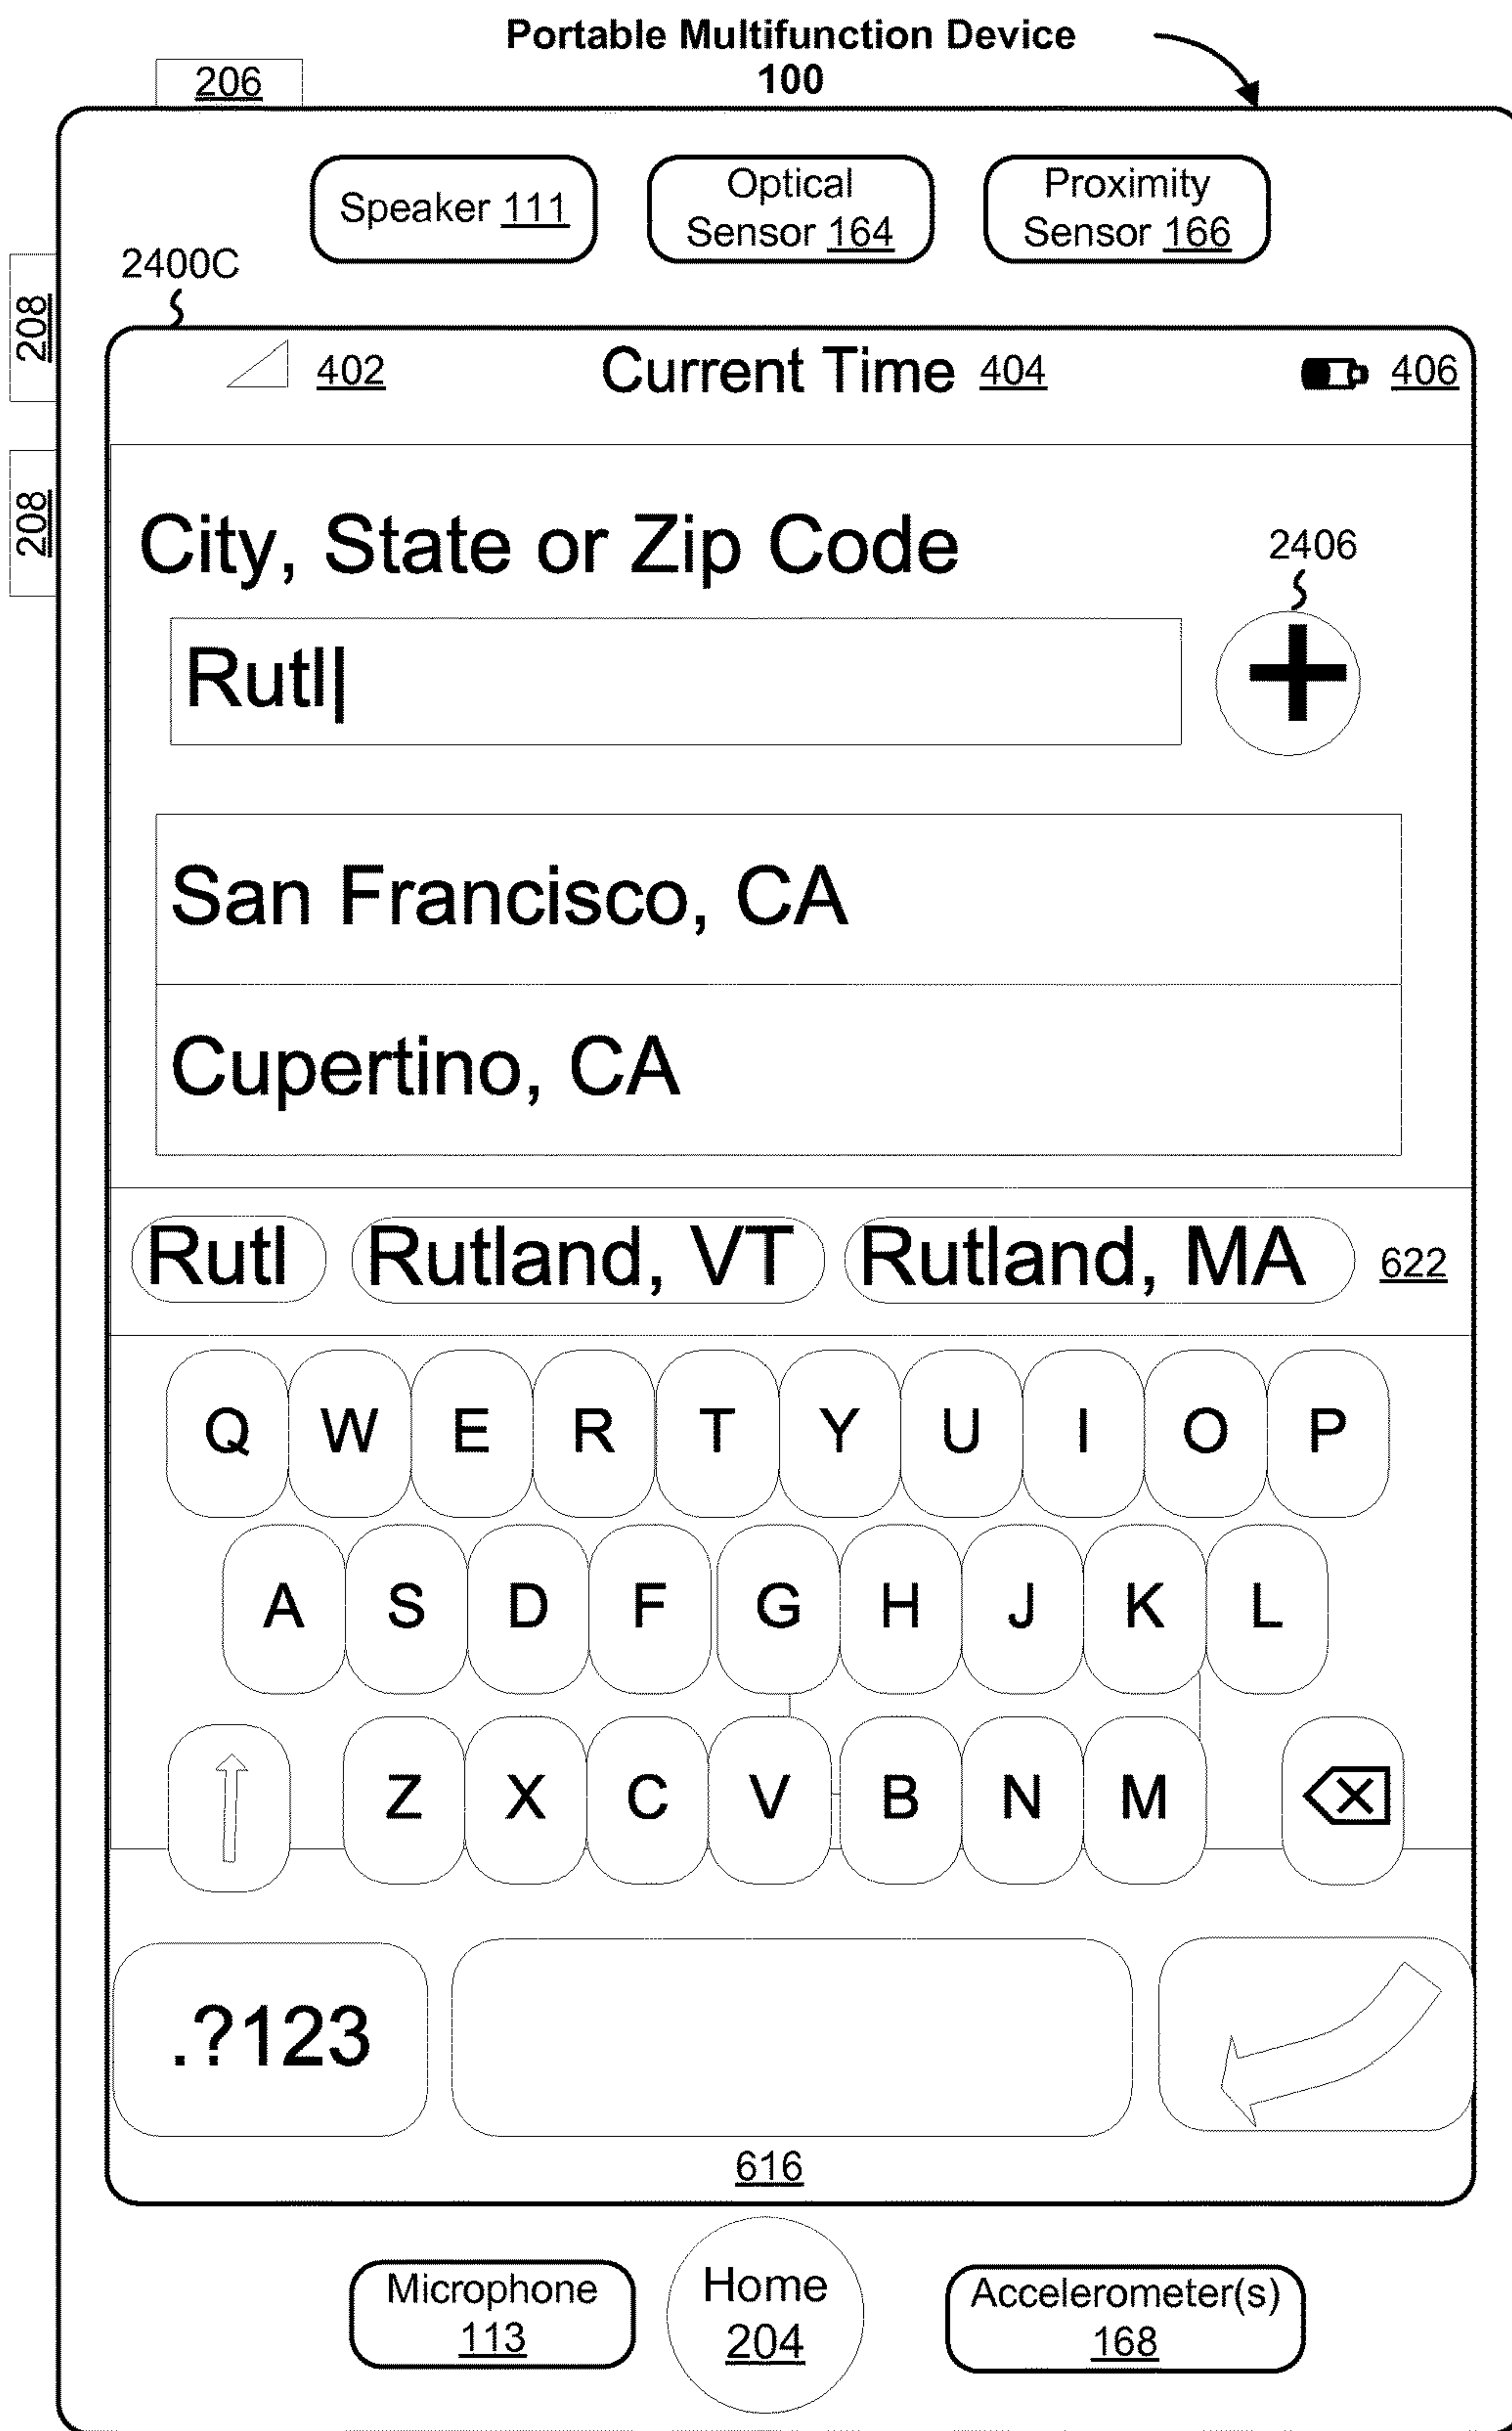 Portable Multifunction Device
100
206
Speaker 111
Optical
Sensor 164
Proximity
Sensor 166
2400C
208
402
Current Time 404
406
208
City, State or Zip Code
2406
Rutl
San Francisco, CA
Cupertino, CA
Rutl Rutland, VT Rutland, MA 622
Q W E R T Y U I O P
A S D F G H J K L
Z X C V B N M
.?123
616
Microphone
113
Home
204
Accelerometer(s)
168